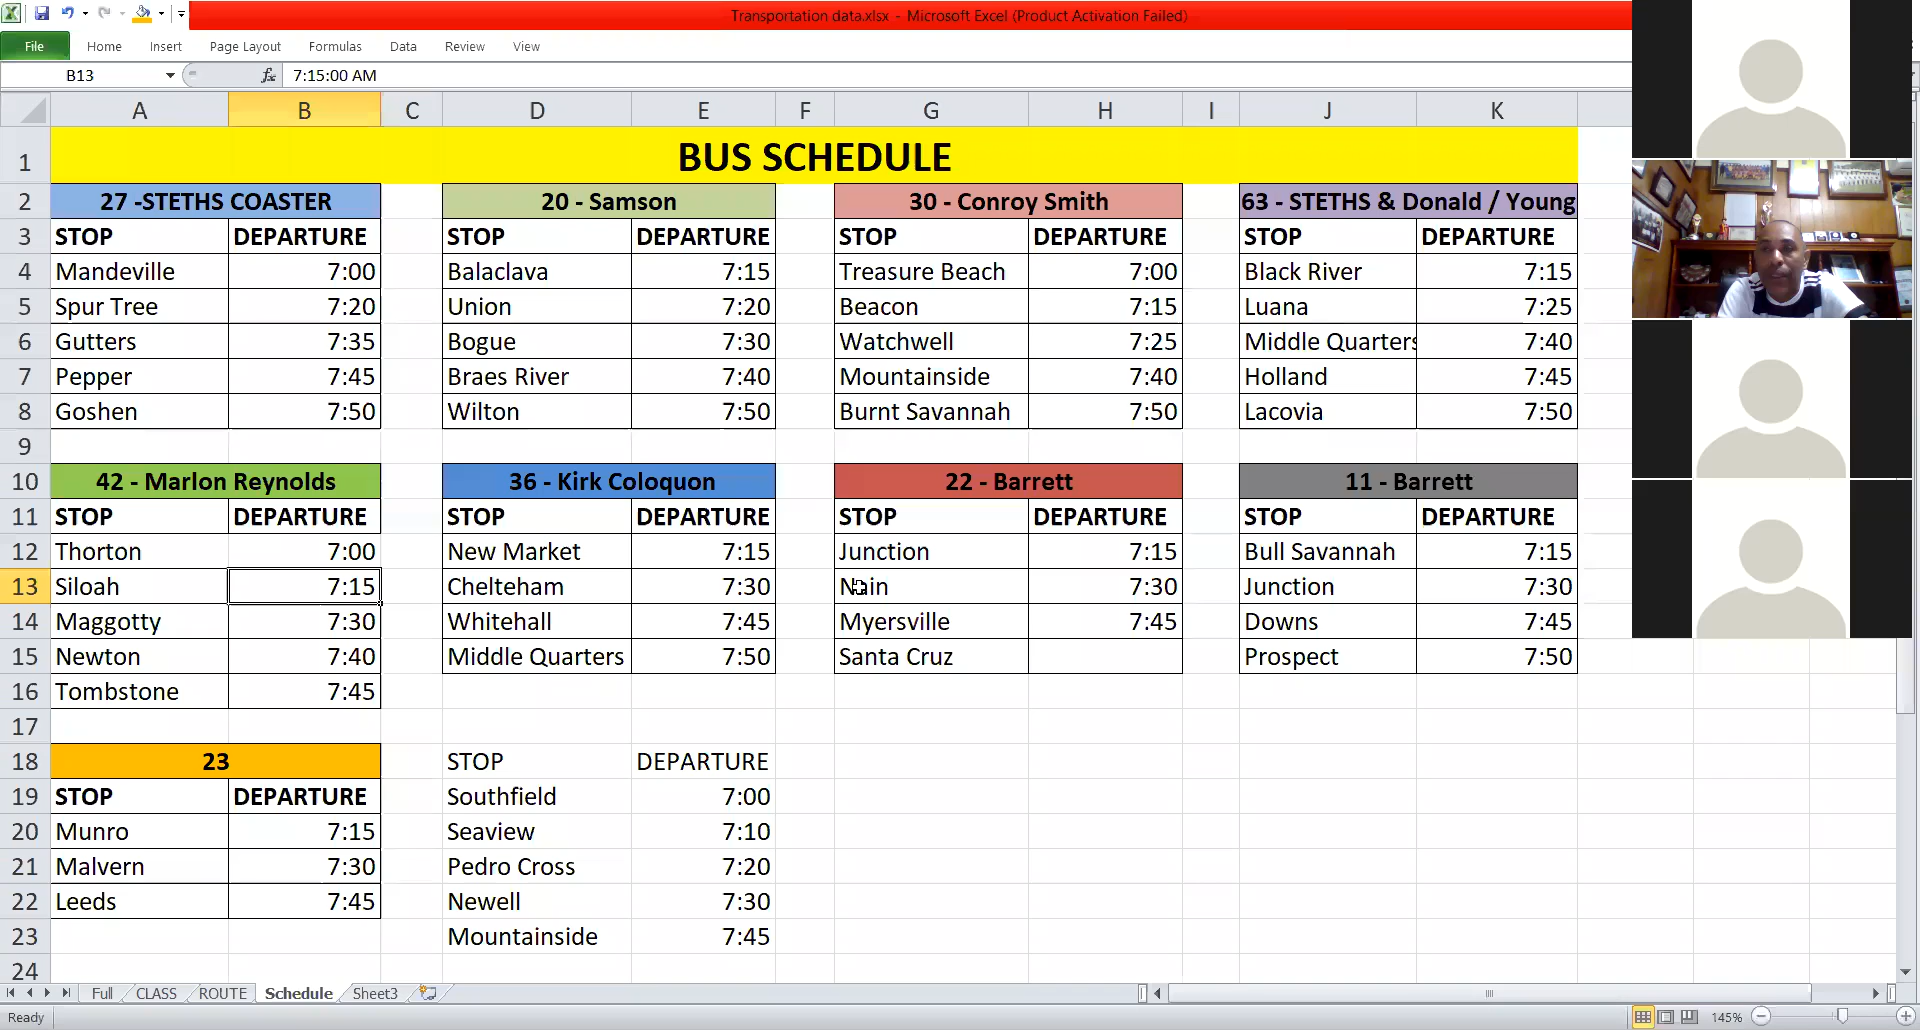 Transportation data.xlsx - Microsoft Excel (Product Activation Failed)
File Home Insert Page Layout Formulas Data Review View
B13 fx 7:15:00 AM
A B C D E F G H I J K
1 BUS SCHEDULE
2 27 -STETHS COASTER 20 - Samson 30 - Conroy Smith 63 - STETHS & Donald / Young
3 STOP DEPARTURE STOP DEPARTURE STOP DEPARTURE STOP DEPARTURE
4 Mandeville 7:00 Balaclava 7:15 Treasure Beach 7:00 Black River 7:15
5 Spur Tree 7:20 Union 7:20 Beacon 7:15 Luana 7:25
6 Gutters 7:35 Bogue 7:30 Watchwell 7:25 Middle Quarters 7:40
7 Pepper 7:45 Braes River 7:40 Mountainside 7:40 Holland 7:45
8 Goshen 7:50 Wilton 7:50 Burnt Savannah 7:50 Lacovia 7:50
9
10 42 - Marlon Reynolds 36 - Kirk Coloquon 22 - Barrett 11 - Barrett
11 STOP DEPARTURE STOP DEPARTURE STOP DEPARTURE STOP DEPARTURE
12 Thorton 7:00 New Market 7:15 Junction 7:15 Bull Savannah 7:15
13 Siloah 7:15 Chelteham 7:30 Nain 7:30 Junction 7:30
14 Maggotty 7:30 Whitehall 7:45 Myersville 7:45 Downs 7:45
15 Newton 7:40 Middle Quarters 7:50 Santa Cruz Prospect 7:50
16 Tombstone 7:45
17
18 23 STOP DEPARTURE
19 STOP DEPARTURE Southfield 7:00
20 Munro 7:15 Seaview 7:10
21 Malvern 7:30 Pedro Cross 7:20
22 Leeds 7:45 Newell 7:30
23 Mountainside 7:45
24
Full CLASS ROUTE Schedule Sheet3
Ready 145%